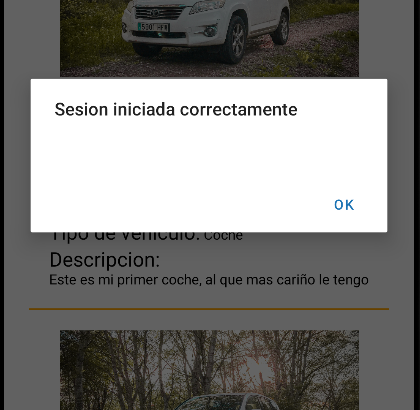 Sesion iniciada correctamente
OK
Tipo de vehiculo: Coche
Descripcion:
Este es mi primer coche, al que mas cariño le tengo